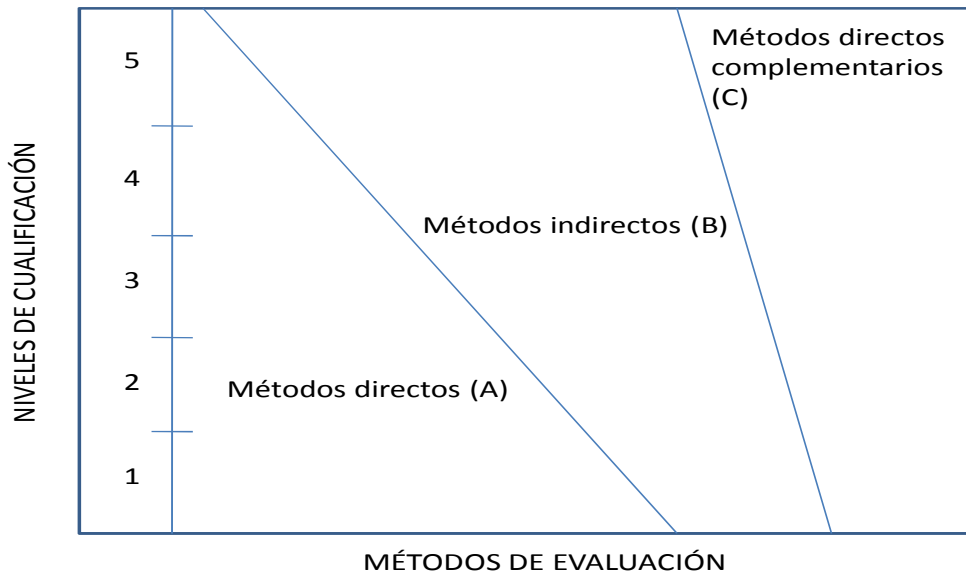 NIVELES DE CUALIFICACIÓN
5
4
3
2
1
Métodos directos
complementarios
(C)
Métodos indirectos (B)
Métodos directos (A)
MÉTODOS DE EVALUACIÓN